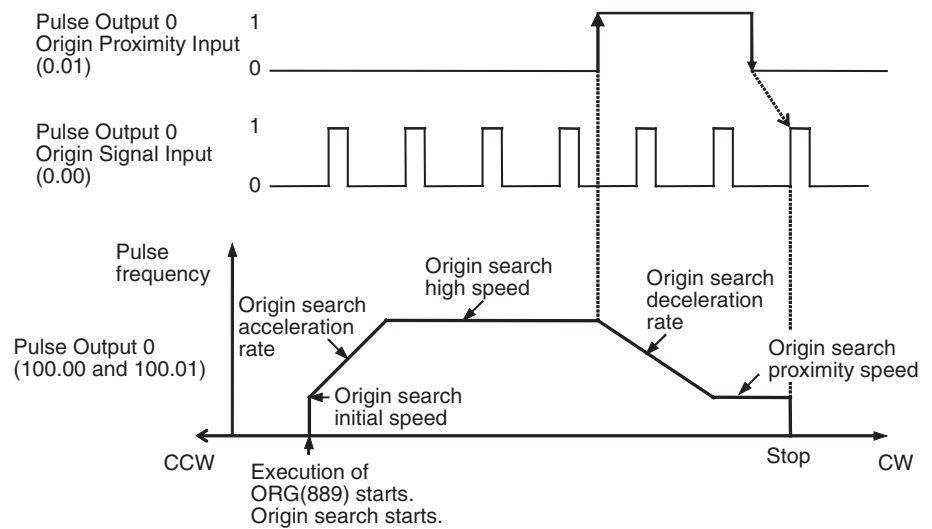 Pulse Output 0
Origin Proximity Input
(0.01)
1
0
Pulse Output 0
Origin Signal Input
(0.00)
1
0
Pulse
frequency
Origin search
high speed
Origin search
acceleration
rate
Origin search
deceleration
rate
Pulse Output 0
(100.00 and 100.01)
Origin search
proximity speed
Origin search
initial speed
CCW
Stop
CW
Execution of
ORG(889) starts.
Origin search starts.